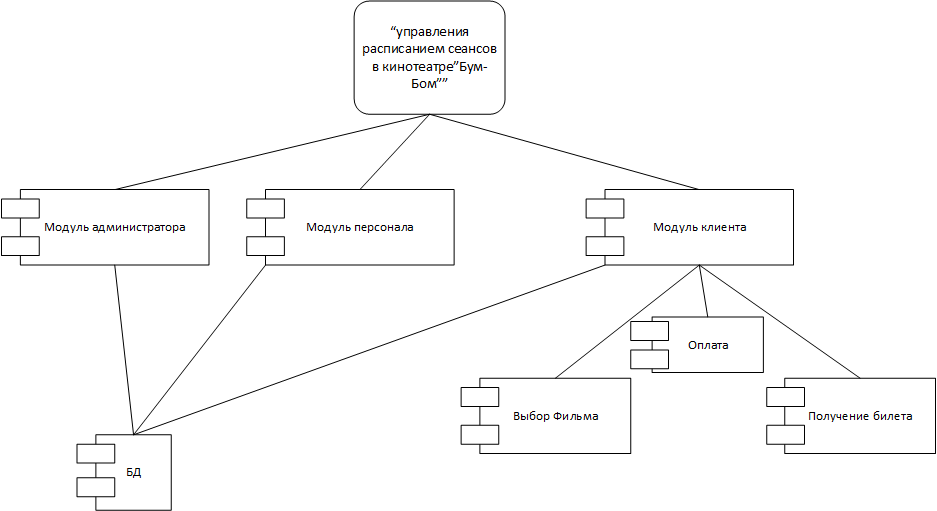 “управления
расписанием сеансов
в кинотеатре”Бум-
Бом””
Модуль администратора
Модуль персонала
Модуль клиента
Оплата
Выбор Фильма
Получение билета
БД